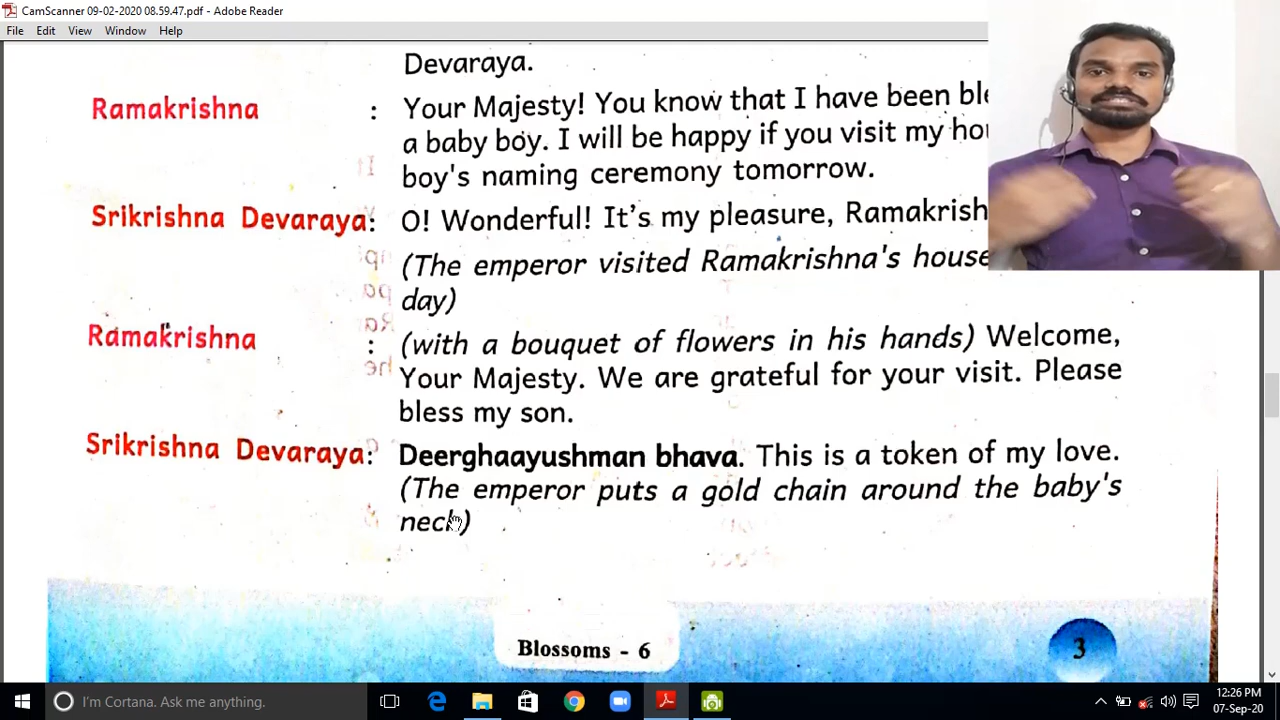 CamScanner 09-02-2020 08.59.47.pdf - Adobe Reader
File Edit View Window Help
Devaraya.
Ramakrishna : Your Majesty! You know that I have been
a baby boy. I will be happy if you visit my
boy's naming ceremony tomorrow.
Srikrishna Devaraya: O! Wonderful! It's my pleasure,
(The emperor visited Ramakrishna's house
day)
Ramakrishna : (with a bouquet of flowers in his hands) Welcome,
Your Majesty. We are grateful for your visit. Please
bless my son.
Srikrishna Devaraya: Deerghaayushman bhava. This is a token of my love.
(The emperor puts a gold chain around the baby's
neck)
Blossoms - 6
3
I'm Cortana. Ask me anything.
12:26 PM
07-Sep-20